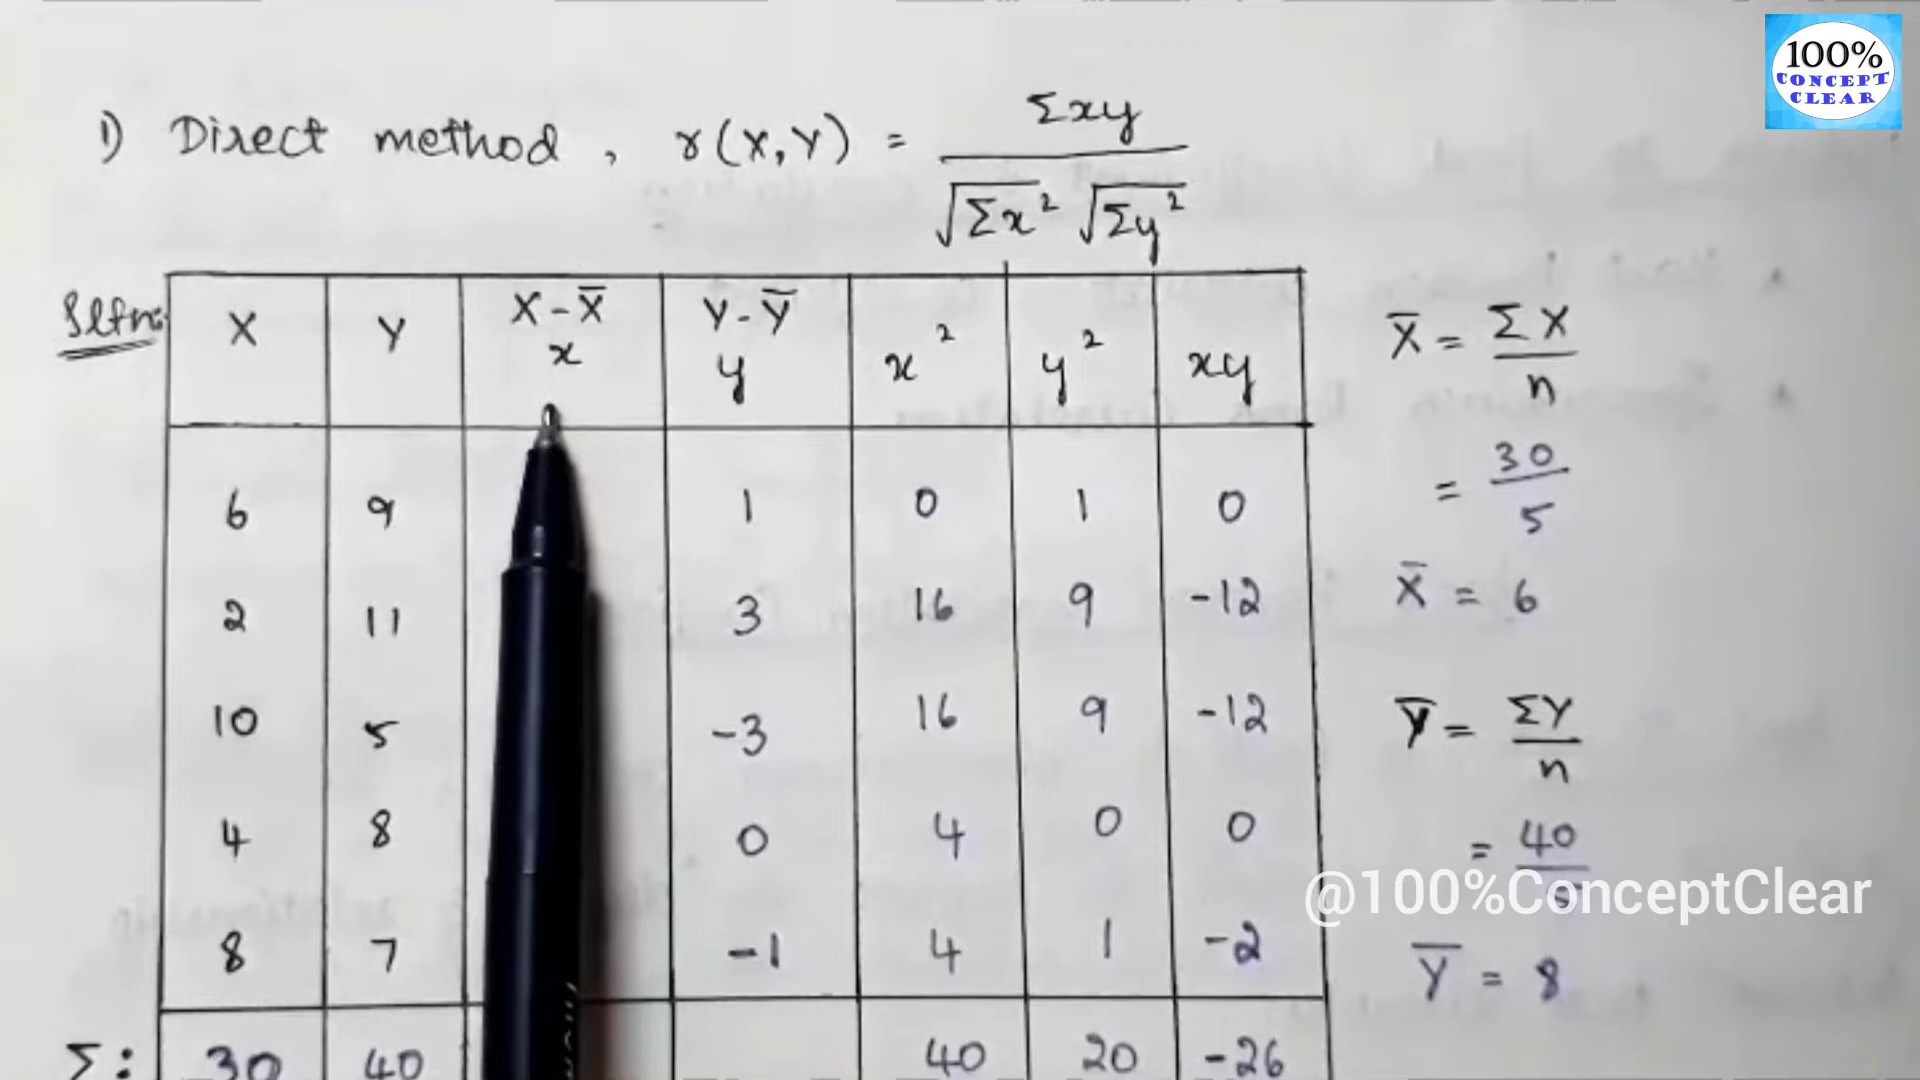 100%
CONCEPT
CLEAR
1) Direct method, r(X,Y) = Σxy / √Σx² √Σy²
Sltn:
X Y X-X̄ x Y-Ȳ y x² y² xy
6 9 1 0 1 0
2 11 3 16 9 -12
10 5 -3 16 9 -12
4 8 0 4 0 0
8 7 -1 4 1 -2
Σ: 30 40 40 20 -26
X̄ = ΣX / n
= 30 / 5
X̄ = 6
Ȳ = ΣY / n
= 40 / 5
@100%ConceptClear
Ȳ = 8